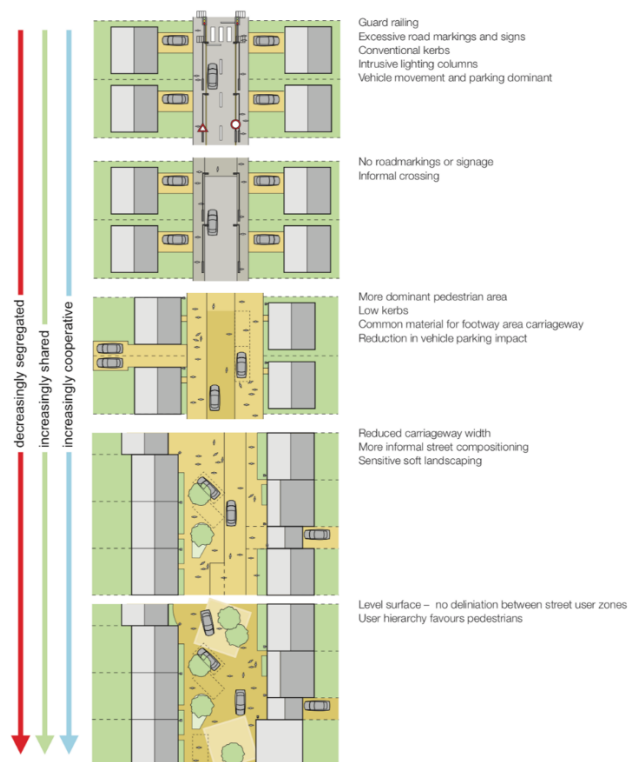 Guard railing
Excessive road markings and signs
Conventional kerbs
Intrusive lighting columns
Vehicle movement and parking dominant
No roadmarkings or signage
Informal crossing
More dominant pedestrian area
Low kerbs
Common material for footway area carriageway
Reduction in vehicle parking impact
Reduced carriageway width
More informal street compositioning
Sensitive soft landscaping
Level surface – no deliniation between street user zones
User hierarchy favours pedestrians
decreasingly segregated
increasingly shared
increasingly cooperative